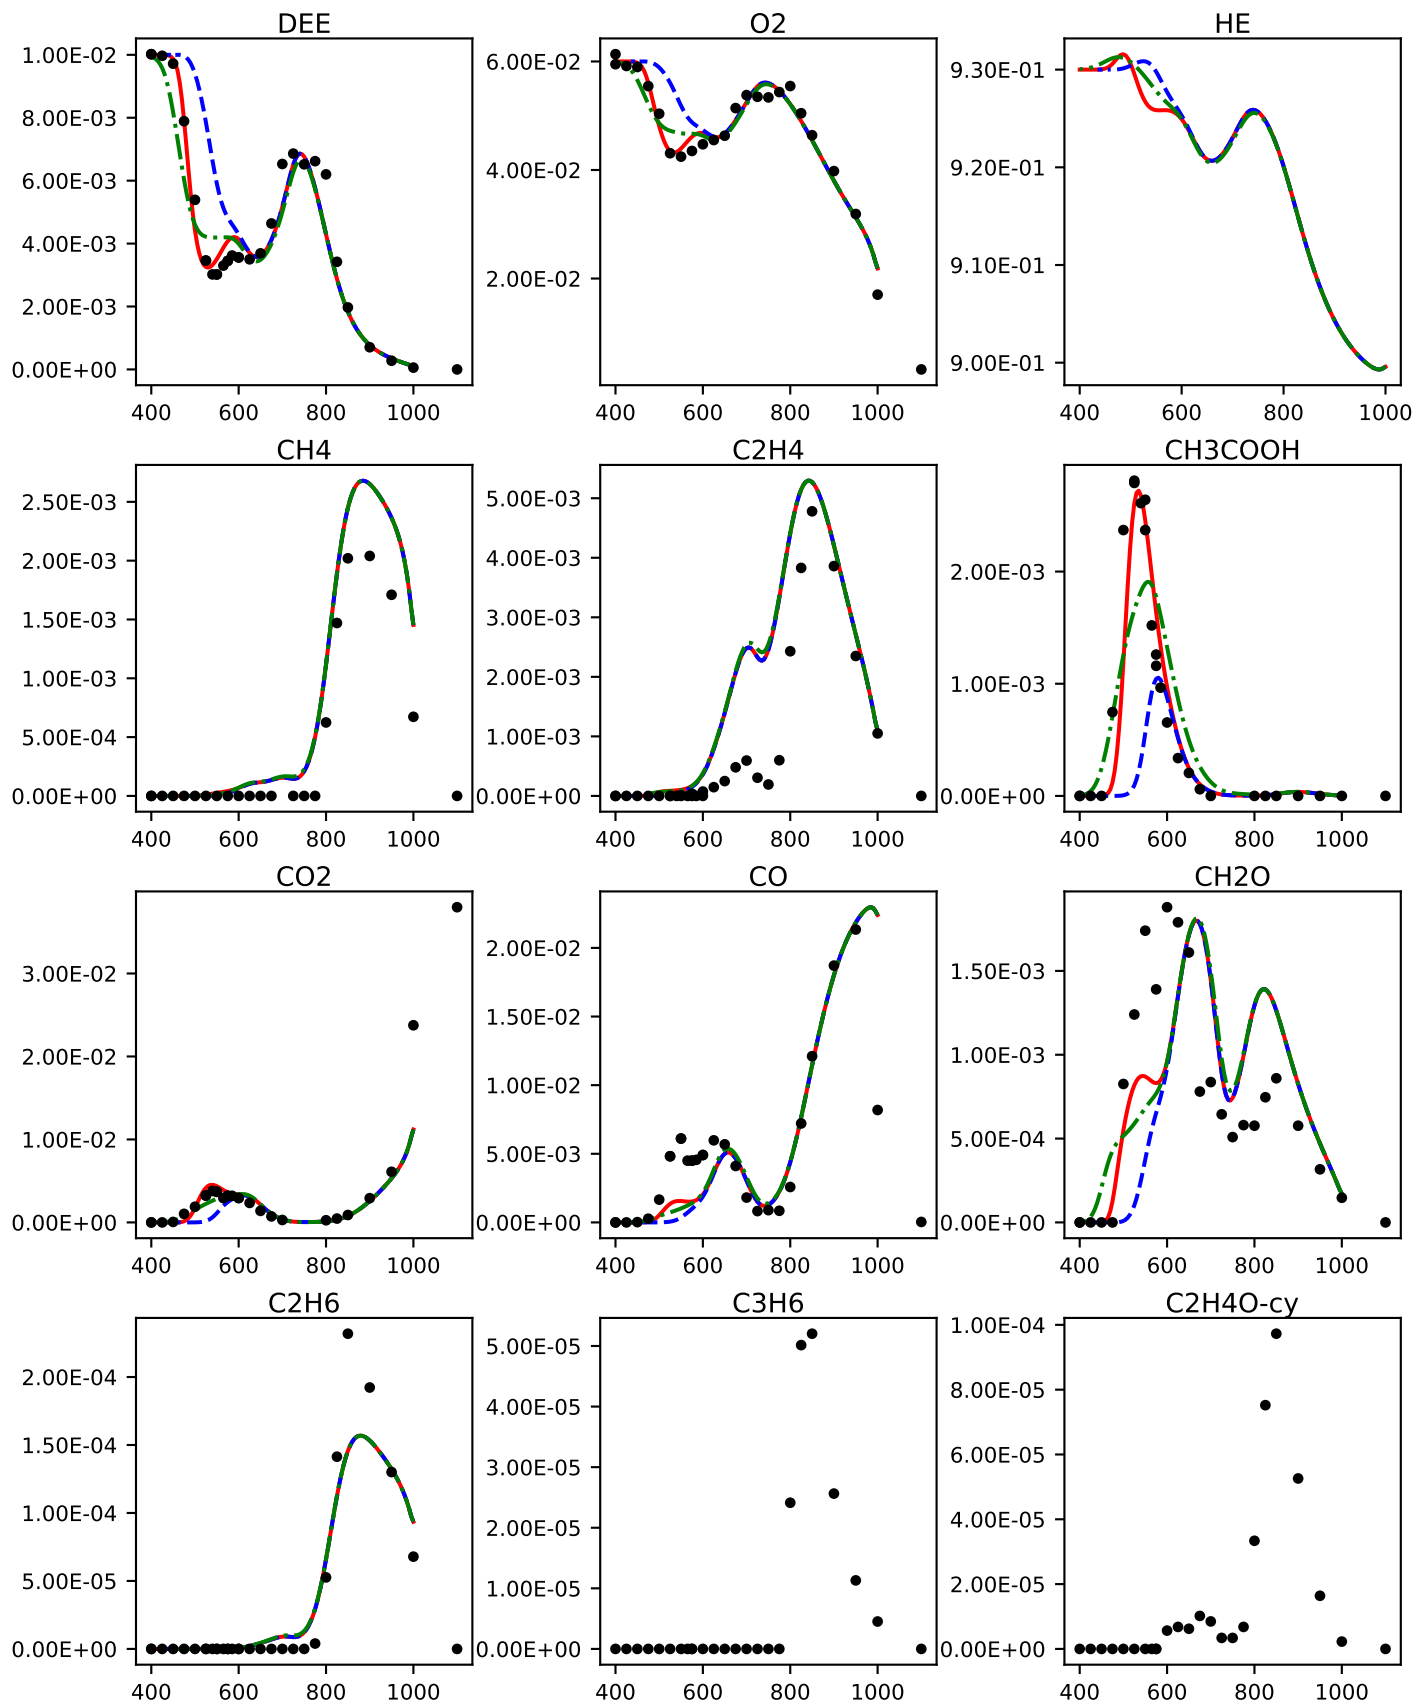 DEE O2 HE
1.00E-02
8.00E-03
6.00E-03
4.00E-03
2.00E-03
0.00E+00
400 600 800 1000
6.00E-02
4.00E-02
2.00E-02
400 600 800 1000
9.30E-01
9.20E-01
9.10E-01
9.00E-01
400 600 800 1000
CH4 C2H4 CH3COOH
2.50E-03
2.00E-03
1.50E-03
1.00E-03
5.00E-04
0.00E+00
400 600 800 1000
5.00E-03
4.00E-03
3.00E-03
2.00E-03
1.00E-03
0.00E+00
400 600 800 1000
2.00E-03
1.00E-03
0.00E+00
400 600 800 1000
CO2 CO CH2O
3.00E-02
2.00E-02
1.00E-02
0.00E+00
400 600 800 1000
2.00E-02
1.50E-02
1.00E-02
5.00E-03
0.00E+00
400 600 800 1000
1.50E-03
1.00E-03
5.00E-04
0.00E+00
400 600 800 1000
C2H6 C3H6 C2H4O-cy
2.00E-04
1.50E-04
1.00E-04
5.00E-05
0.00E+00
400 600 800 1000
5.00E-05
4.00E-05
3.00E-05
2.00E-05
1.00E-05
0.00E+00
400 600 800 1000
1.00E-04
8.00E-05
6.00E-05
4.00E-05
2.00E-05
0.00E+00
400 600 800 1000